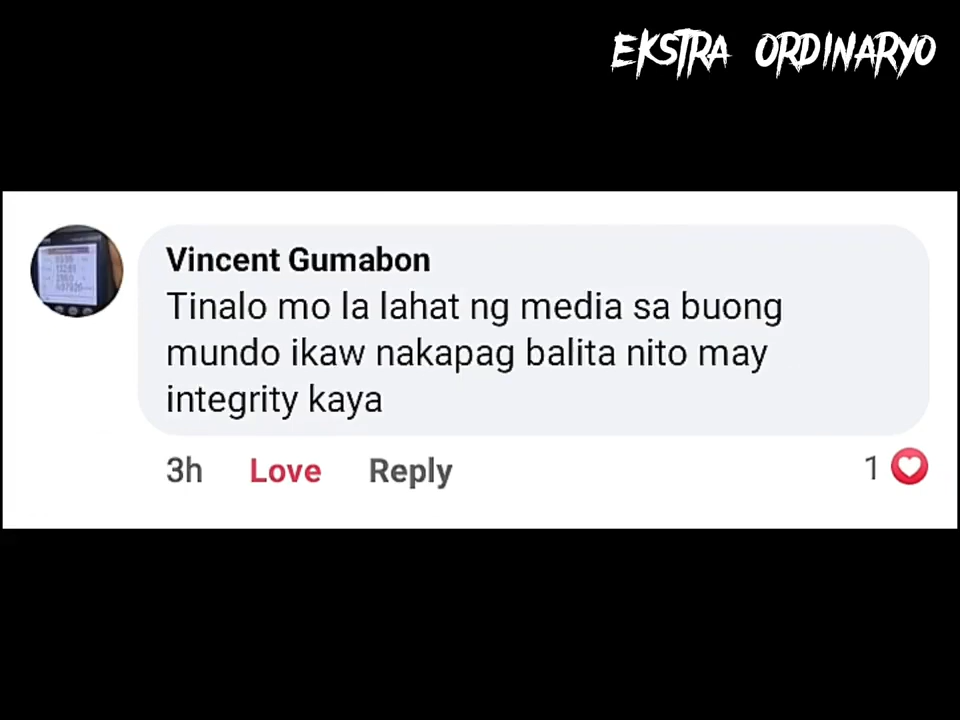 EKSTRA ORDINARYO
Vincent Gumabon
Tinalo mo la lahat ng media sa buong
mundo ikaw nakapag balita nito may
integrity kaya
3h Love Reply 1